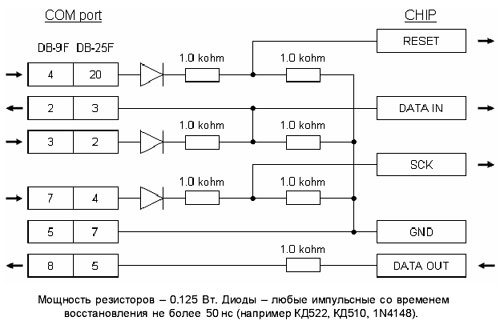 COM port CHIP
DB-9F DB-25F
RESET
1.0 kohm 1.0 kohm
4 20
2 3 DATA IN
1.0 kohm 1.0 kohm
3 2
SCK
1.0 kohm 1.0 kohm
7 4
5 7 GND
1.0 kohm
8 5 DATA OUT
Мощность резисторов – 0.125 Вт. Диоды – любые импульсные со временем
восстановления не более 50 нс (например КД522, КД510, 1N4148).